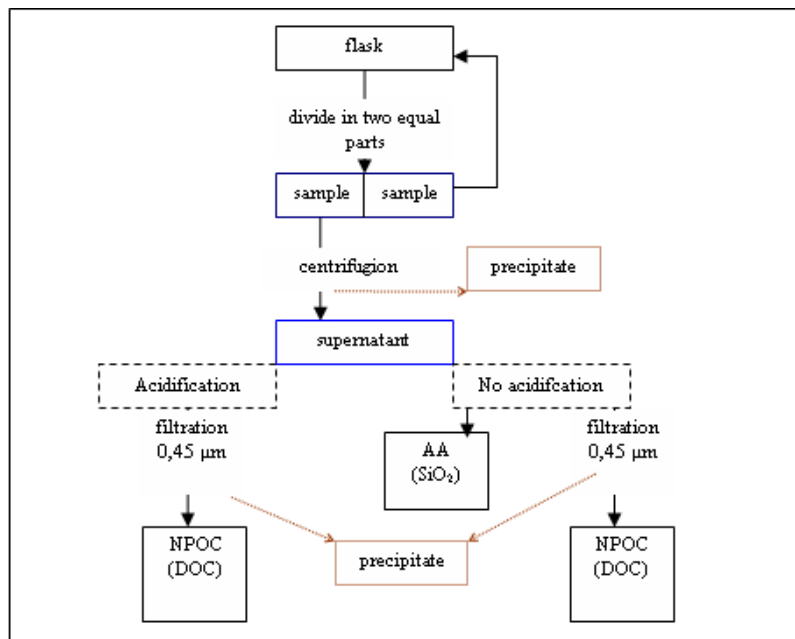 flask
divide in two equal
parts
sample
sample
centrifugion
precipitate
supernatant
Acidification
No acidifcation
filtration
0,45 µm
AA
(SiO₂)
filtration
0,45 µm
NPOC
(DOC)
precipitate
NPOC
(DOC)